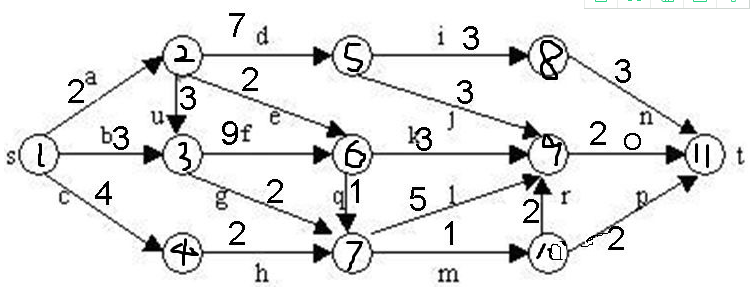 7 d i 3
2 5 8
2 a 2 3 3
u 3 e j n
b 3 9 f k 3 2 o
s 1 3 6 9 11 t
c 4 g 2 q 1 5 l r p
2 2
4 2 7 1 10
h m